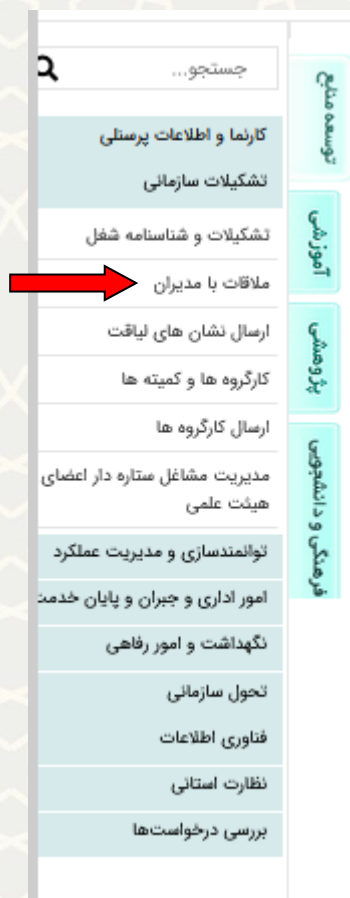 جستجو...
کارنما و اطلاعات پرسنلی
تشکیلات سازمانی
تشکیلات و شناسنامه شغل
ملاقات با مدیران
ارسال نشان های لیاقت
کارگروه ها و کمیته ها
ارسال کارگروه ها
مدیریت مشاغل ستاره دار اعضای
هیئت علمی
توانمندسازی و مدیریت عملکرد
امور اداری و جبران و پایان خدمت
نگهداشت و امور رفاهی
تحول سازمانی
فناوری اطلاعات
نظارت استانی
بررسی درخواست‌ها
توسعه منابع
آموزشی
پژوهشی
فرهنگی و دانشجویی